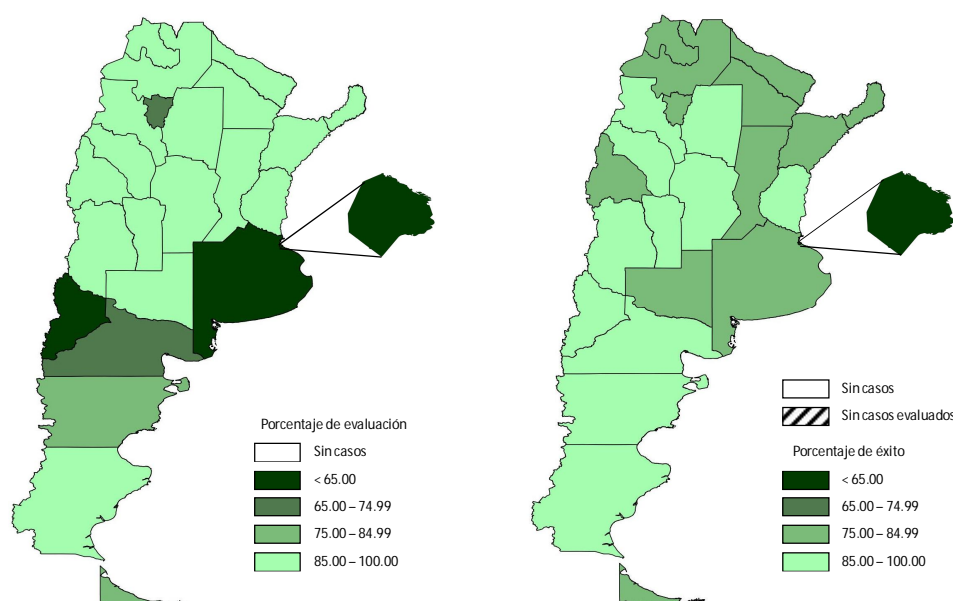 Porcentaje de evaluación
Sin casos
< 65.00
65.00 – 74.99
75.00 – 84.99
85.00 – 100.00
Sin casos
Sin casos evaluados
Porcentaje de éxito
< 65.00
65.00 – 74.99
75.00 – 84.99
85.00 – 100.00